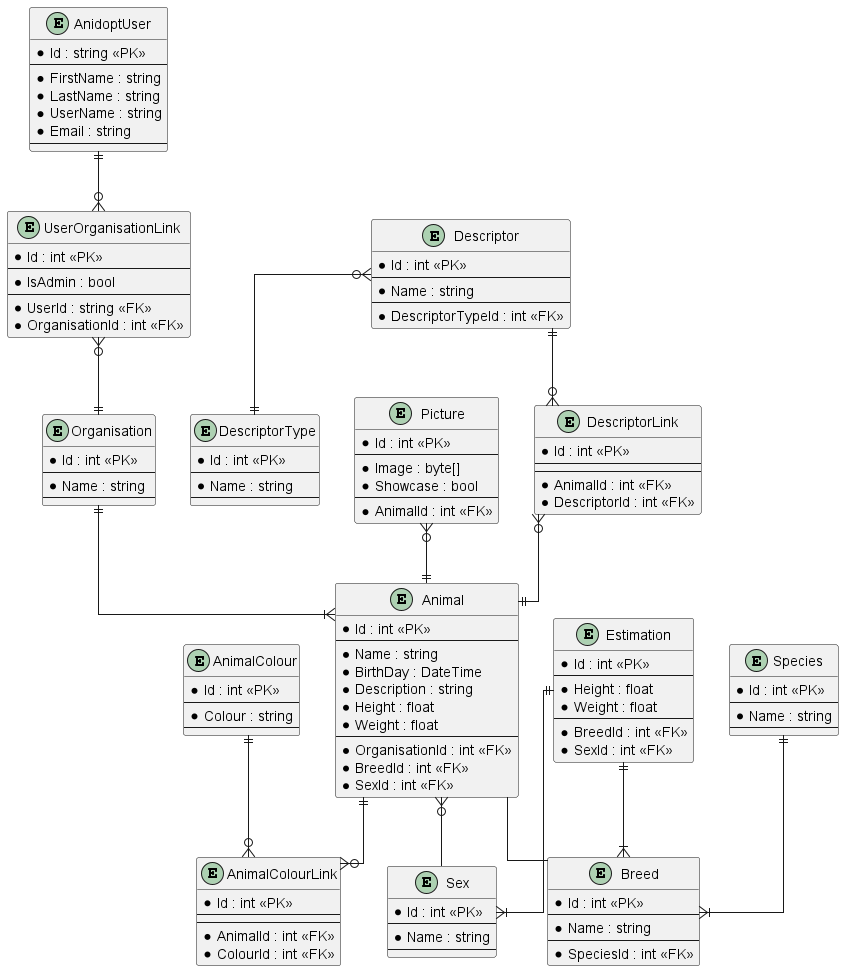 E AnidoptUser
Id : string «PK»
FirstName : string
LastName : string
UserName : string
Email : string
E UserOrganisationLink
Id : int «PK»
IsAdmin : bool
UserId : string «FK»
OrganisationId : int «FK»
E Descriptor
Id : int «PK»
Name : string
DescriptorTypeId : int «FK»
E Organisation
Id : int «PK»
Name : string
E DescriptorType
Id : int «PK»
Name : string
E Picture
Id : int «PK»
Image : byte[]
Showcase : bool
AnimalId : int «FK»
E DescriptorLink
Id : int «PK»
AnimalId : int «FK»
DescriptorId : int «FK»
E Animal
Id : int «PK»
Name : string
BirthDay : DateTime
Description : string
Height : float
Weight : float
OrganisationId : int «FK»
BreedId : int «FK»
SexId : int «FK»
E AnimalColour
Id : int «PK»
Colour : string
E Estimation
Id : int «PK»
Height : float
Weight : float
BreedId : int «FK»
SexId : int «FK»
E Species
Id : int «PK»
Name : string
E AnimalColourLink
Id : int «PK»
AnimalId : int «FK»
ColourId : int «FK»
E Sex
Id : int «PK»
Name : string
E Breed
Id : int «PK»
Name : string
SpeciesId : int «FK»